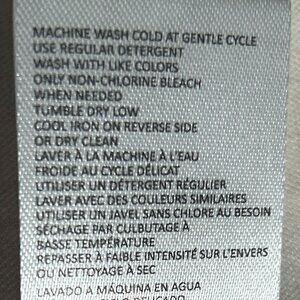 MACHINE WASH COLD AT GENTLE CYCLE
USE REGULAR DETERGENT
WASH WITH LIKE COLORS
ONLY NON-CHLORINE BLEACH
WHEN NEEDED
TUMBLE DRY LOW
COOL IRON ON REVERSE SIDE
OR DRY CLEAN
LAVER À LA MACHINE À L'EAU
FROIDE AU CYCLE DÉLICAT
UTILISER UN DÉTERGENT RÉGULIER
LAVER AVEC DES COULEURS SIMILAIRES
UTILISER UN JAVEL SANS CHLORE AU BESOIN
SÉCHAGE PAR CULBUTAGE À
BASSE TEMPÉRATURE
REPASSER À FAIBLE INTENSITÉ SUR L'ENVERS
OU NETTOYAGE À SEC
LAVADO A MAQUINA EN AGUA
DELICADO